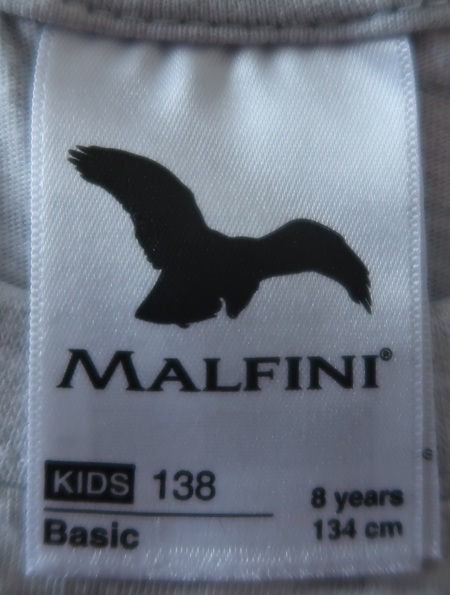 MALFINI®
KIDS 138
8 years
Basic
134 cm